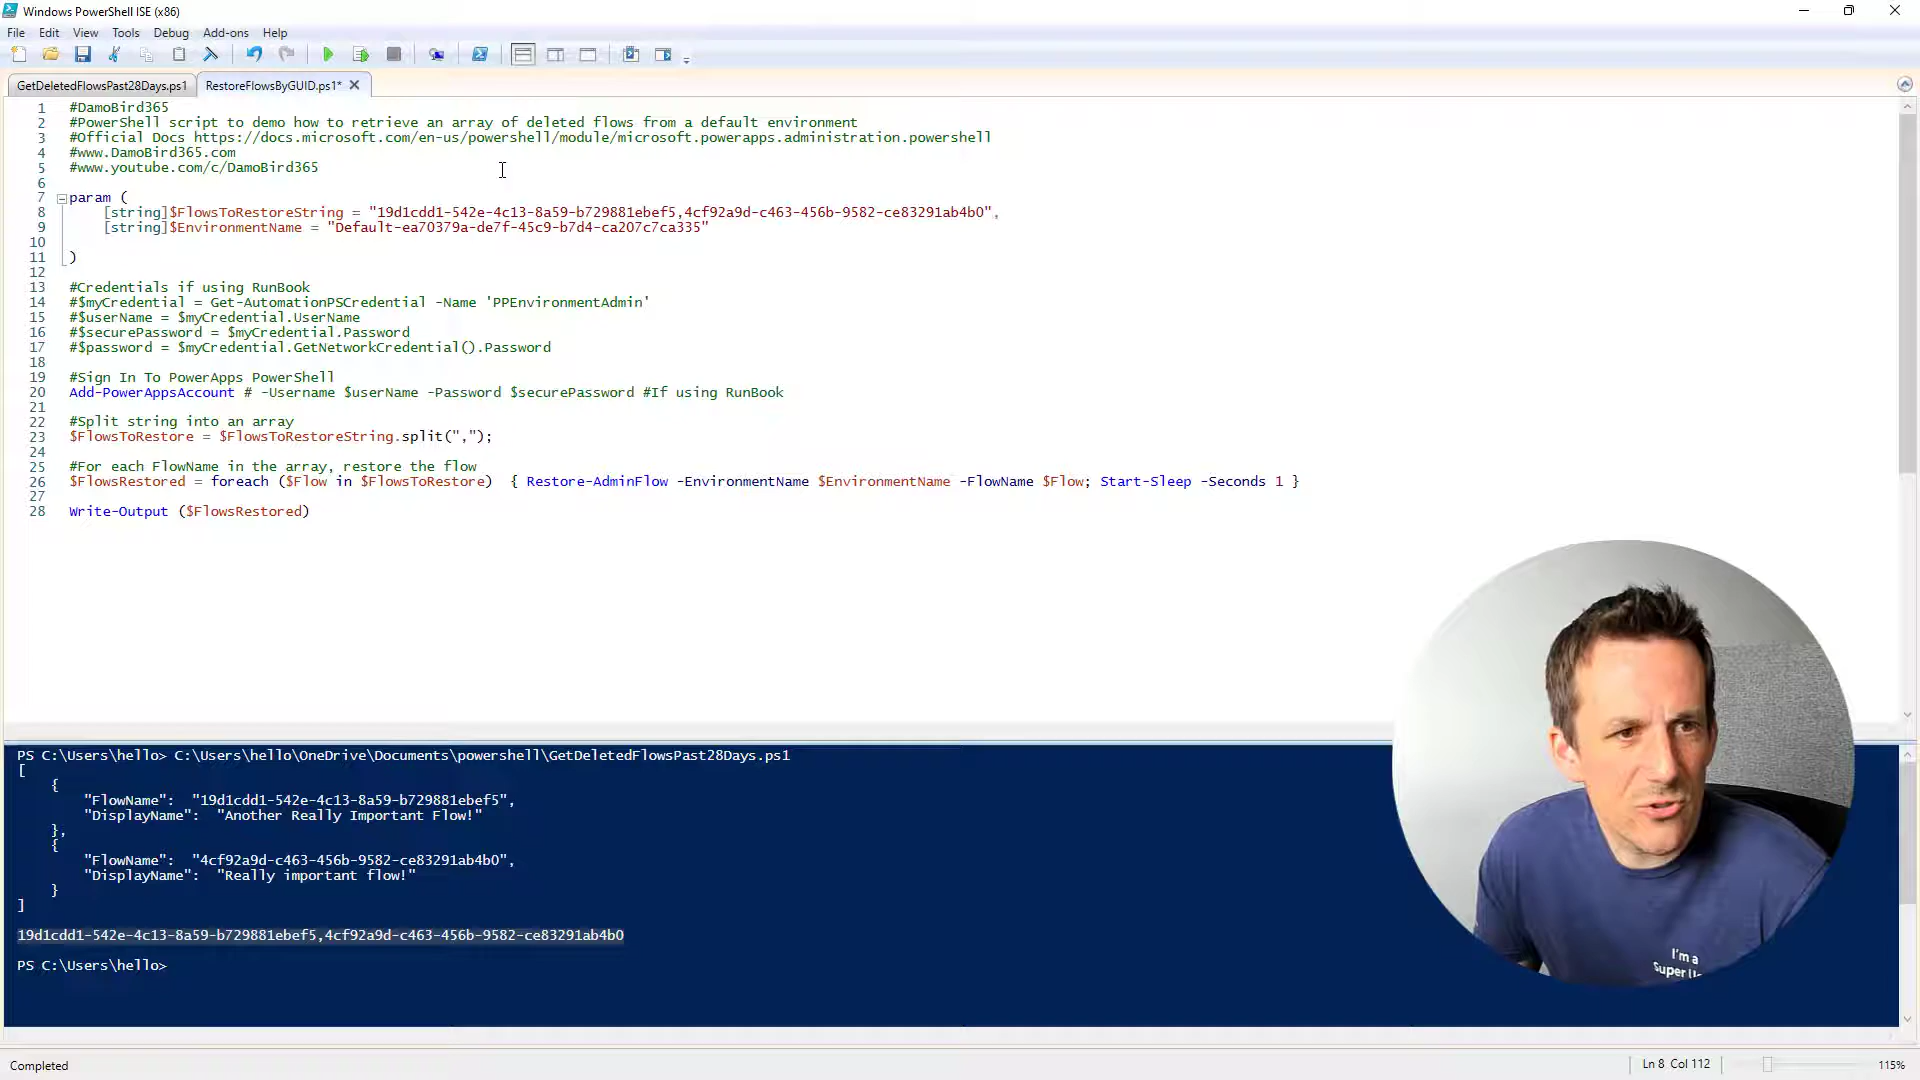 Windows PowerShell ISE (x86)
File Edit View Tools Debug Add-ons Help
GetDeletedFlowsPast28Days.ps1 RestoreFlowsByGUID.ps1*
1 #DamoBird365
2 #PowerShell script to demo how to retrieve an array of deleted flows from a default environment
3 #Official Docs https://docs.microsoft.com/en-us/powershell/module/microsoft.powerapps.administration.powershell
4 #www.DamoBird365.com
5 #www.youtube.com/c/DamoBird365
6
7 param (
8 [string]$FlowsToRestoreString = "19d1cdd1-542e-4c13-8a59-b729881ebef5,4cf92a9d-c463-456b-9582-ce83291ab4b0",
9 [string]$EnvironmentName = "Default-ea70379a-de7f-45c9-b7d4-ca207c7ca335"
10
11 )
12
13 #Credentials if using RunBook
14 #$myCredential = Get-AutomationPSCredential -Name 'PPEnvironmentAdmin'
15 #$userName = $myCredential.UserName
16 #$securePassword = $myCredential.Password
17 #$password = $myCredential.GetNetworkCredential().Password
18
19 #Sign In To PowerApps PowerShell
20 Add-PowerAppsAccount # -Username $userName -Password $securePassword #If using RunBook
21
22 #Split string into an array
23 $FlowsToRestore = $FlowsToRestoreString.split(",");
24
25 #For each FlowName in the array, restore the flow
26 $FlowsRestored = foreach ($Flow in $FlowsToRestore) { Restore-AdminFlow -EnvironmentName $EnvironmentName -FlowName $Flow; Start-Sleep -Seconds 1 }
27
28 Write-Output ($FlowsRestored)
PS C:\Users\hello> C:\Users\hello\OneDrive\Documents\powershell\GetDeletedFlowsPast28Days.ps1
[
{
"FlowName": "19d1cdd1-542e-4c13-8a59-b729881ebef5",
"DisplayName": "Another Really Important Flow!"
},
{
"FlowName": "4cf92a9d-c463-456b-9582-ce83291ab4b0",
"DisplayName": "Really important flow!"
}
]
19d1cdd1-542e-4c13-8a59-b729881ebef5,4cf92a9d-c463-456b-9582-ce83291ab4b0
PS C:\Users\hello>
I'm a
Super
Completed Ln 8 Col 112 115%